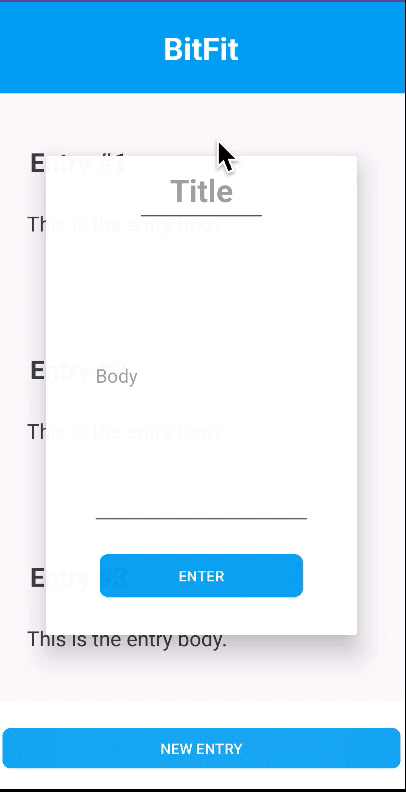 BitFit
Entry #1
Title
This is the entry body
Entry #2
Body
This is the entry body
ENTER
Entry #3
This is the entry body.
NEW ENTRY